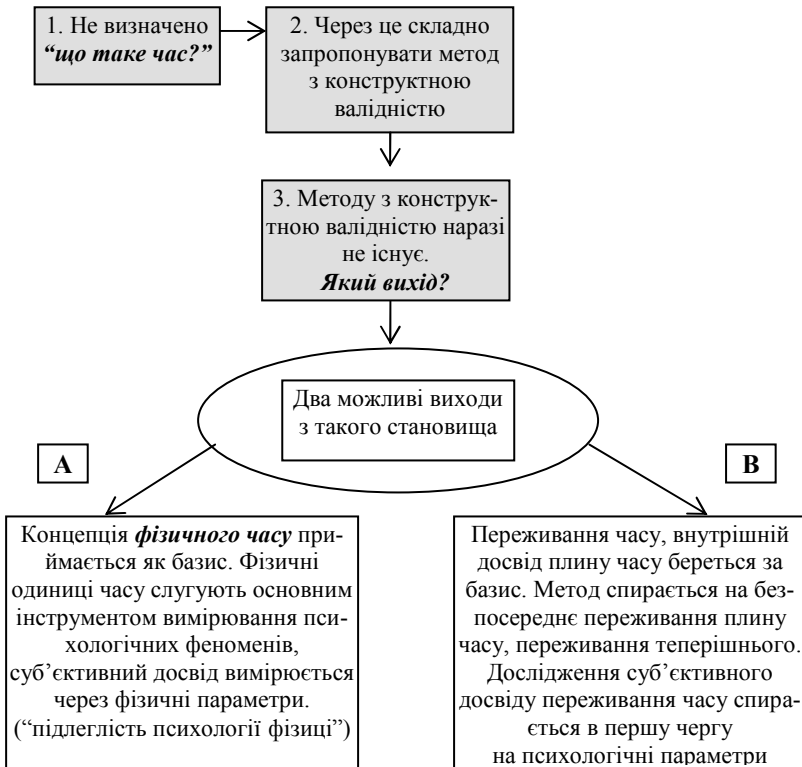 1. Не визначено
“що таке час?”
2. Через це складно
запропонувати метод
з конструктною
валідністю
3. Методу з конструк-
тною валідністю наразі
не існує.
Який вихід?
Два можливі виходи
з такого становища
A
B
Концепція фізичного часу при-
ймається як базис. Фізичні
одиниці часу слугують основним
інструментом вимірювання пси-
хологічних феноменів,
суб’єктивний досвід вимірюється
через фізичні параметри.
(“підлеглість психології фізиці”)
Переживання часу, внутрішній
досвід плину часу береться за
базис. Метод спирається на без-
посереднє переживання плину
часу, переживання теперішнього.
Дослідження суб’єктивного
досвіду переживання часу спира-
ється в першу чергу
на психологічні параметри